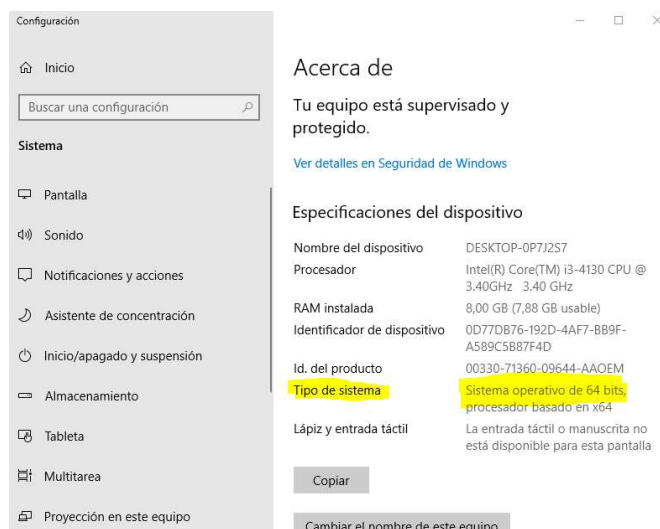 Configuración
Inicio
Buscar una configuración
Sistema
Pantalla
Sonido
Notificaciones y acciones
Asistente de concentración
Inicio/apagado y suspensión
Almacenamiento
Tableta
Multitarea
Proyección en este equipo
Acerca de
Tu equipo está supervisado y
protegido.
Ver detalles en Seguridad de Windows
Especificaciones del dispositivo
Nombre del dispositivo DESKTOP-0P7J2S7
Procesador Intel(R) Core(TM) i3-4130 CPU @
3.40GHz 3.40 GHz
RAM instalada 8,00 GB (7,88 GB usable)
Identificador de dispositivo 0D77DB76-192D-4AF7-BB9F-
A589C5B87F4D
Id. del producto 00330-71360-09644-AAOEM
Tipo de sistema Sistema operativo de 64 bits,
procesador basado en x64
Lápiz y entrada táctil La entrada táctil o manuscrita no
está disponible para esta pantalla
Copiar
Cambiar el nombre de este equipo